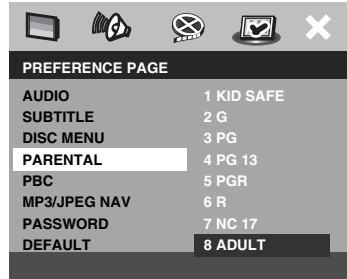 PREFERENCE PAGE
AUDIO 1 KID SAFE
SUBTITLE 2 G
DISC MENU 3 PG
PARENTAL 4 PG 13
PBC 5 PGR
MP3/JPEG NAV 6 R
PASSWORD 7 NC 17
DEFAULT 8 ADULT